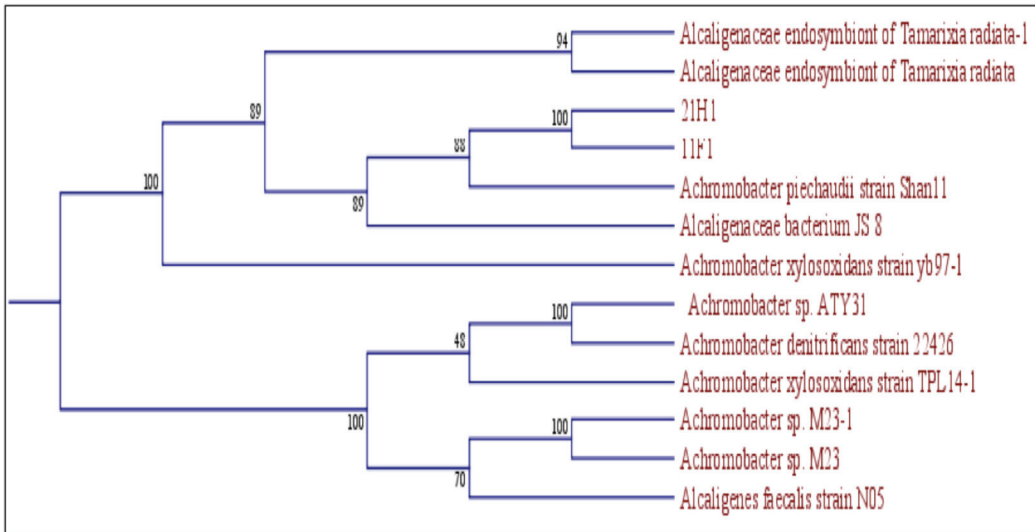 Alcaligenaceae endosymbiont of Tamarixia radiata-1
94
Alcaligenaceae endosymbiont of Tamarixia radiata
89
21H1
100
11F1
88
100
Achromobacter piechaudii strain Shan11
89
Alcaligenaceae bacterium JS 8
Achromobacter xylosoxidans strain yb97-1
Achromobacter sp. ATY31
100
48
Achromobacter denitrificans strain 22426
Achromobacter xylosoxidans strain TPL14-1
100
Achromobacter sp. M23-1
100
Achromobacter sp. M23
70
Alcaligenes faecalis strain N05